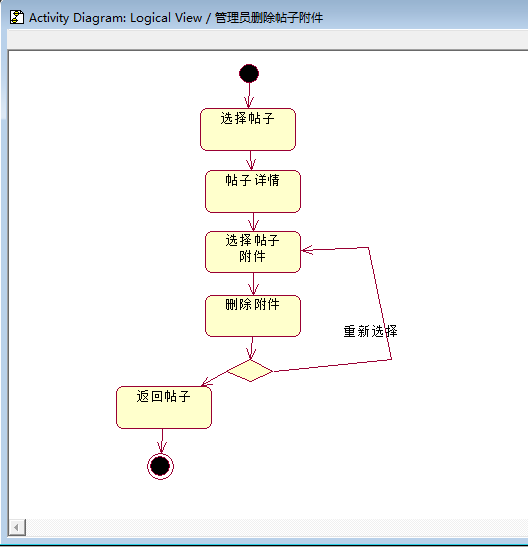 Activity Diagram: Logical View / 管理员删除帖子附件
选择帖子
帖子详情
选择帖子
附件
删除附件
重新选择
返回帖子